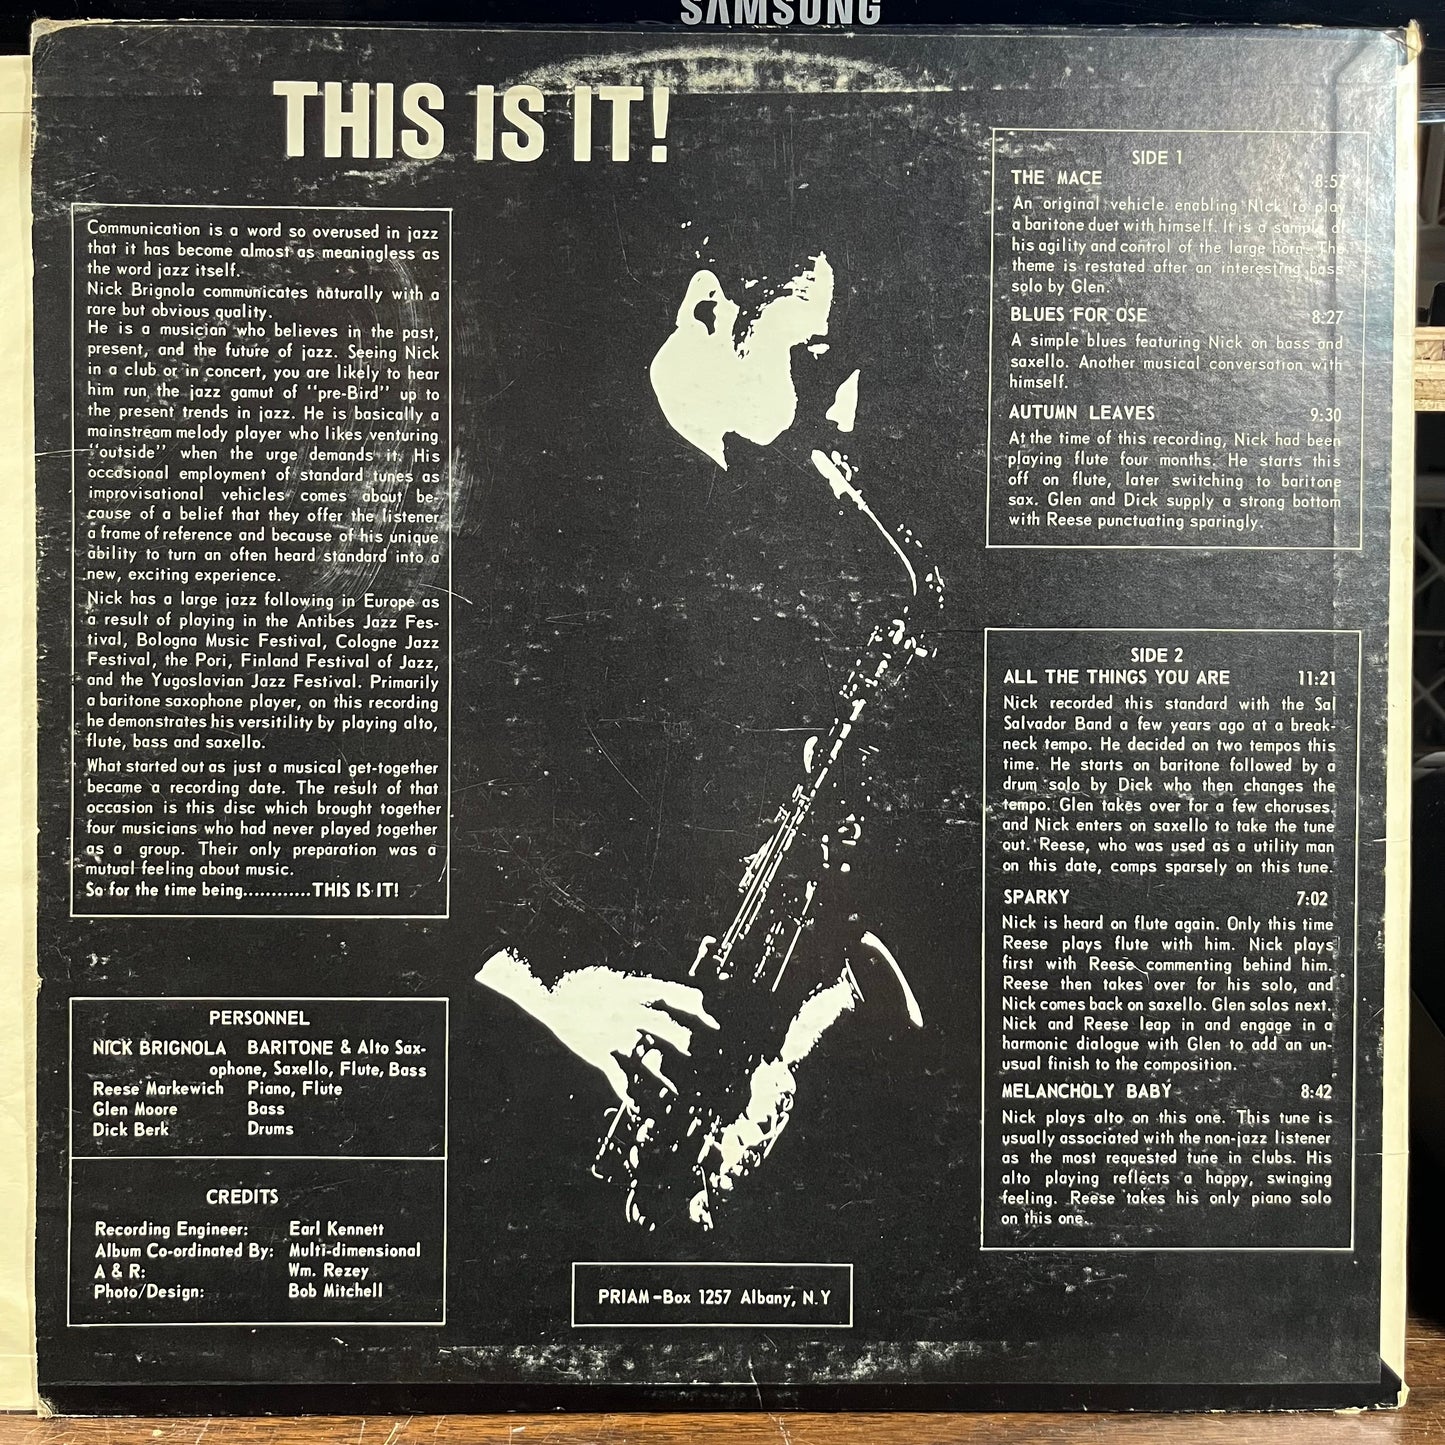 SAMSUNG
THIS IS IT!
Communication is a word so overused in jazz
that it has become almost as meaningless as
the word jazz itself.
Nick Brignola communicates naturally with a
rare but obvious quality.
He is a musician who believes in the past,
present, and the future of jazz. Seeing Nick
in a club or in concert, you are likely to hear
him run the jazz gamut of "pre-Bird" up to
the present trends in jazz. He is basically a
mainstream melody player who likes venturing
"outside" when the urge demands it. His
occasional employment of standard tunes as
improvisational vehicles comes about be-
cause of a belief that they offer the listener
a frame of reference and because of his unique
ability to turn an often heard standard into a
new, exciting experience.
Nick has a large jazz following in Europe as
a result of playing in the Antibes Jazz Fes-
tival, Bologna Music Festival, Cologne Jazz
Festival, the Pori, Finland Festival of Jazz,
and the Yugoslavian Jazz Festival. Primarily
a baritone saxophone player, on this recording
he demonstrates his versitility by playing alto,
flute, bass and saxello.
What started out as just a musical get-together
became a recording date. The result of that
occasion is this disc which brought together
four musicians who had never played together
as a group. Their only preparation was a
mutual feeling about music.
So for the time being............THIS IS IT!
PERSONNEL
NICK BRIGNOLA BARITONE & Alto Sax-
ophone, Saxello, Flute, Bass
Reese Markewich Piano, Flute
Glen Moore Bass
Dick Berk Drums
CREDITS
Recording Engineer: Earl Kennett
Album Co-ordinated By: Multi-dimensional
A & R: Wm. Rezey
Photo/Design: Bob Mitchell
PRIAM-Box 1257 Albany, N.Y
SIDE 1
THE MACE 8:57
An original vehicle enabling Nick to play
a baritone duet with himself. It is a sample of
his agility and control of the large horn. The
theme is restated after an interesting bass
solo by Glen.
BLUES FOR OSE 8:27
A simple blues featuring Nick on bass and
saxello. Another musical conversation with
himself.
AUTUMN LEAVES 9:30
At the time of this recording, Nick had been
playing flute four months. He starts this
off on flute, later switching to baritone
sax. Glen and Dick supply a strong bottom
with Reese punctuating sparingly.
SIDE 2
ALL THE THINGS YOU ARE 11:21
Nick recorded this standard with the Sal
Salvador Band a few years ago at a break-
neck tempo. He decided on two tempos this
time. He starts on baritone followed by a
drum solo by Dick who then changes the
tempo. Glen takes over for a few choruses,
and Nick enters on saxello to take the tune
out. Reese, who was used as a utility man
on this date, comps sparsely on this tune.
SPARKY 7:02
Nick is heard on flute again. Only this time
Reese plays flute with him. Nick plays
first with Reese commenting behind him.
Reese then takes over for his solo, and
Nick comes back on saxello. Glen solos next.
Nick and Reese leap in and engage in a
harmonic dialogue with Glen to add an un-
usual finish to the composition.
MELANCHOLY BABY 8:42
Nick plays alto on this one. This tune is
usually associated with the non-jazz listener
as the most requested tune in clubs. His
alto playing reflects a happy, swinging
feeling. Reese takes his only piano solo
on this one.